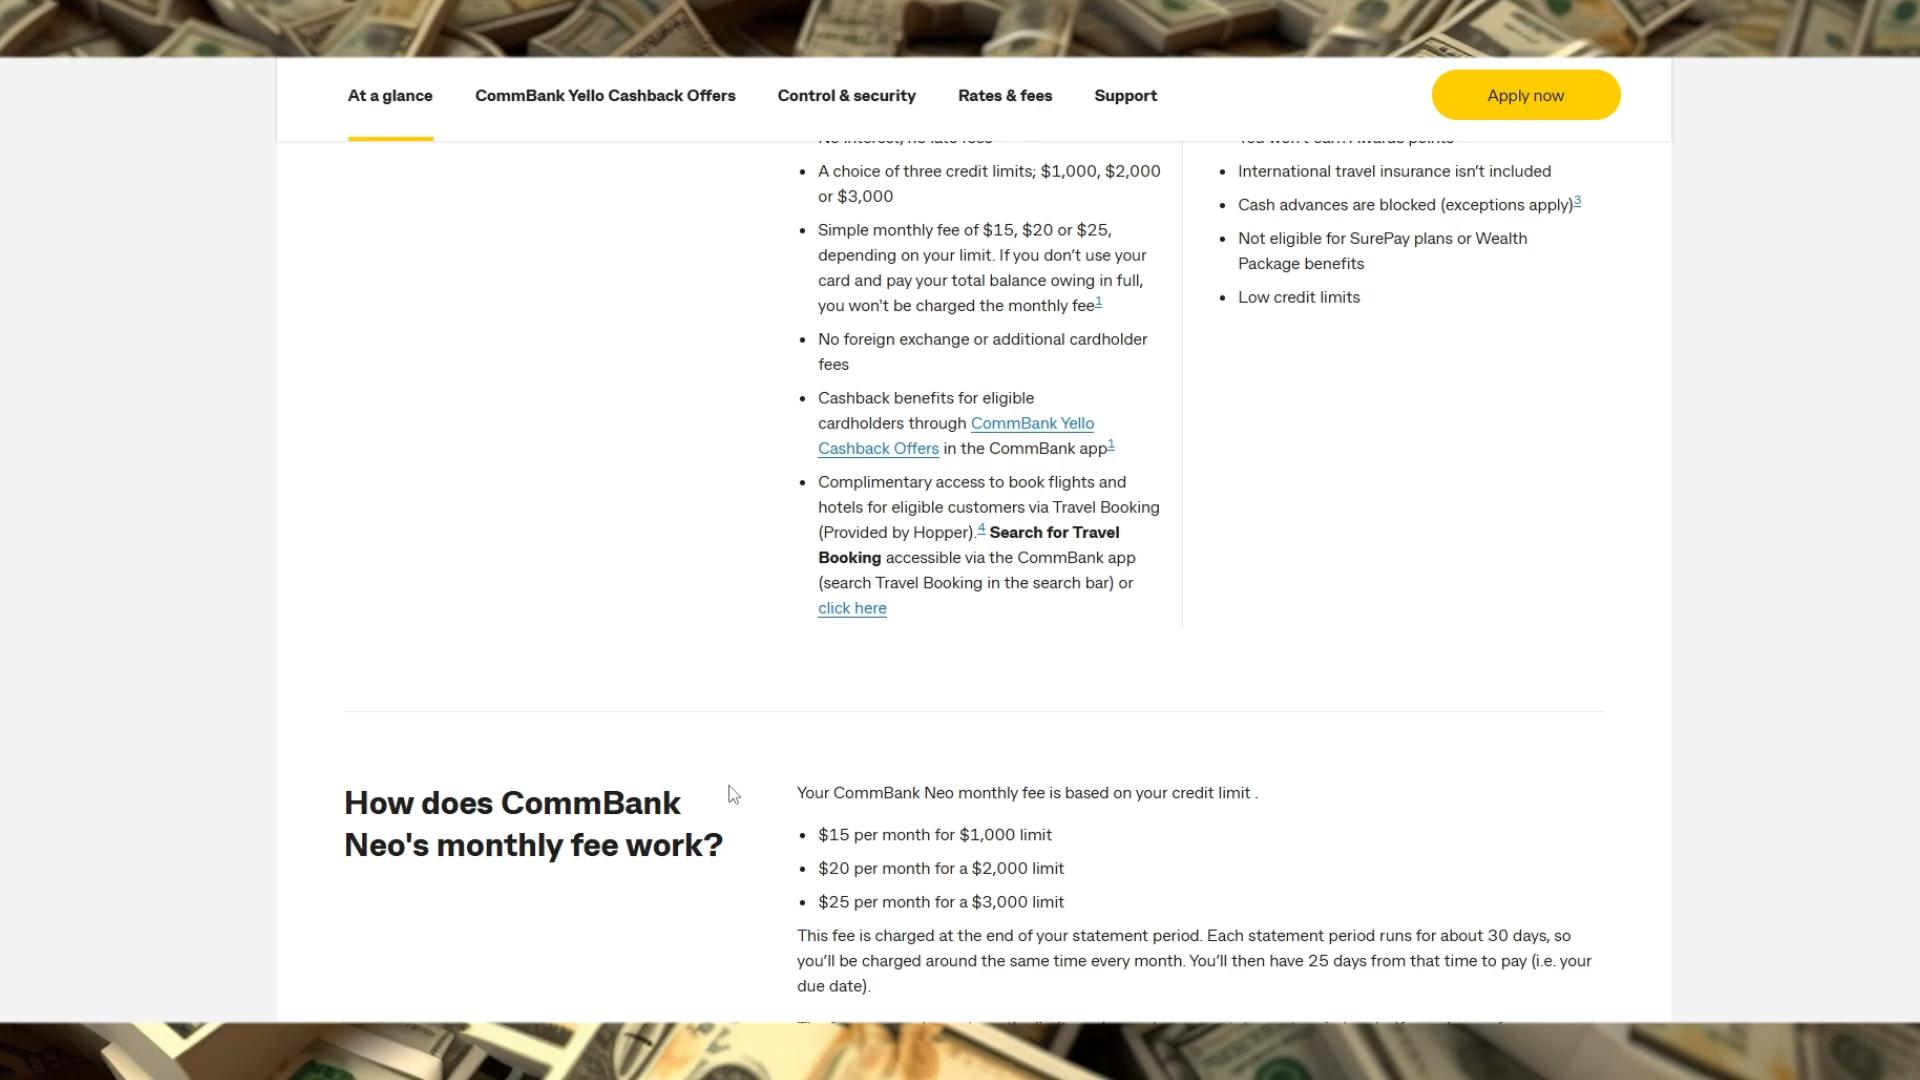 At a glance
CommBank Yello Cashback Offers
Control & security
Rates & fees
Support
Apply now
No interest, no late fees
• A choice of three credit limits; $1,000, $2,000
or $3,000
• Simple monthly fee of $15, $20 or $25,
depending on your limit. If you don’t use your
card and pay your total balance owing in full,
you won't be charged the monthly fee1
• No foreign exchange or additional cardholder
fees
• Cashback benefits for eligible
cardholders through CommBank Yello
Cashback Offers in the CommBank app1
• Complimentary access to book flights and
hotels for eligible customers via Travel Booking
(Provided by Hopper).4 Search for Travel
Booking accessible via the CommBank app
(search Travel Booking in the search bar) or
click here
You won't earn Awards points
• International travel insurance isn’t included
• Cash advances are blocked (exceptions apply)3
• Not eligible for SurePay plans or Wealth
Package benefits
• Low credit limits
How does CommBank
Neo's monthly fee work?
Your CommBank Neo monthly fee is based on your credit limit .
• $15 per month for $1,000 limit
• $20 per month for a $2,000 limit
• $25 per month for a $3,000 limit
This fee is charged at the end of your statement period. Each statement period runs for about 30 days, so
you’ll be charged around the same time every month. You’ll then have 25 days from that time to pay (i.e. your
due date).